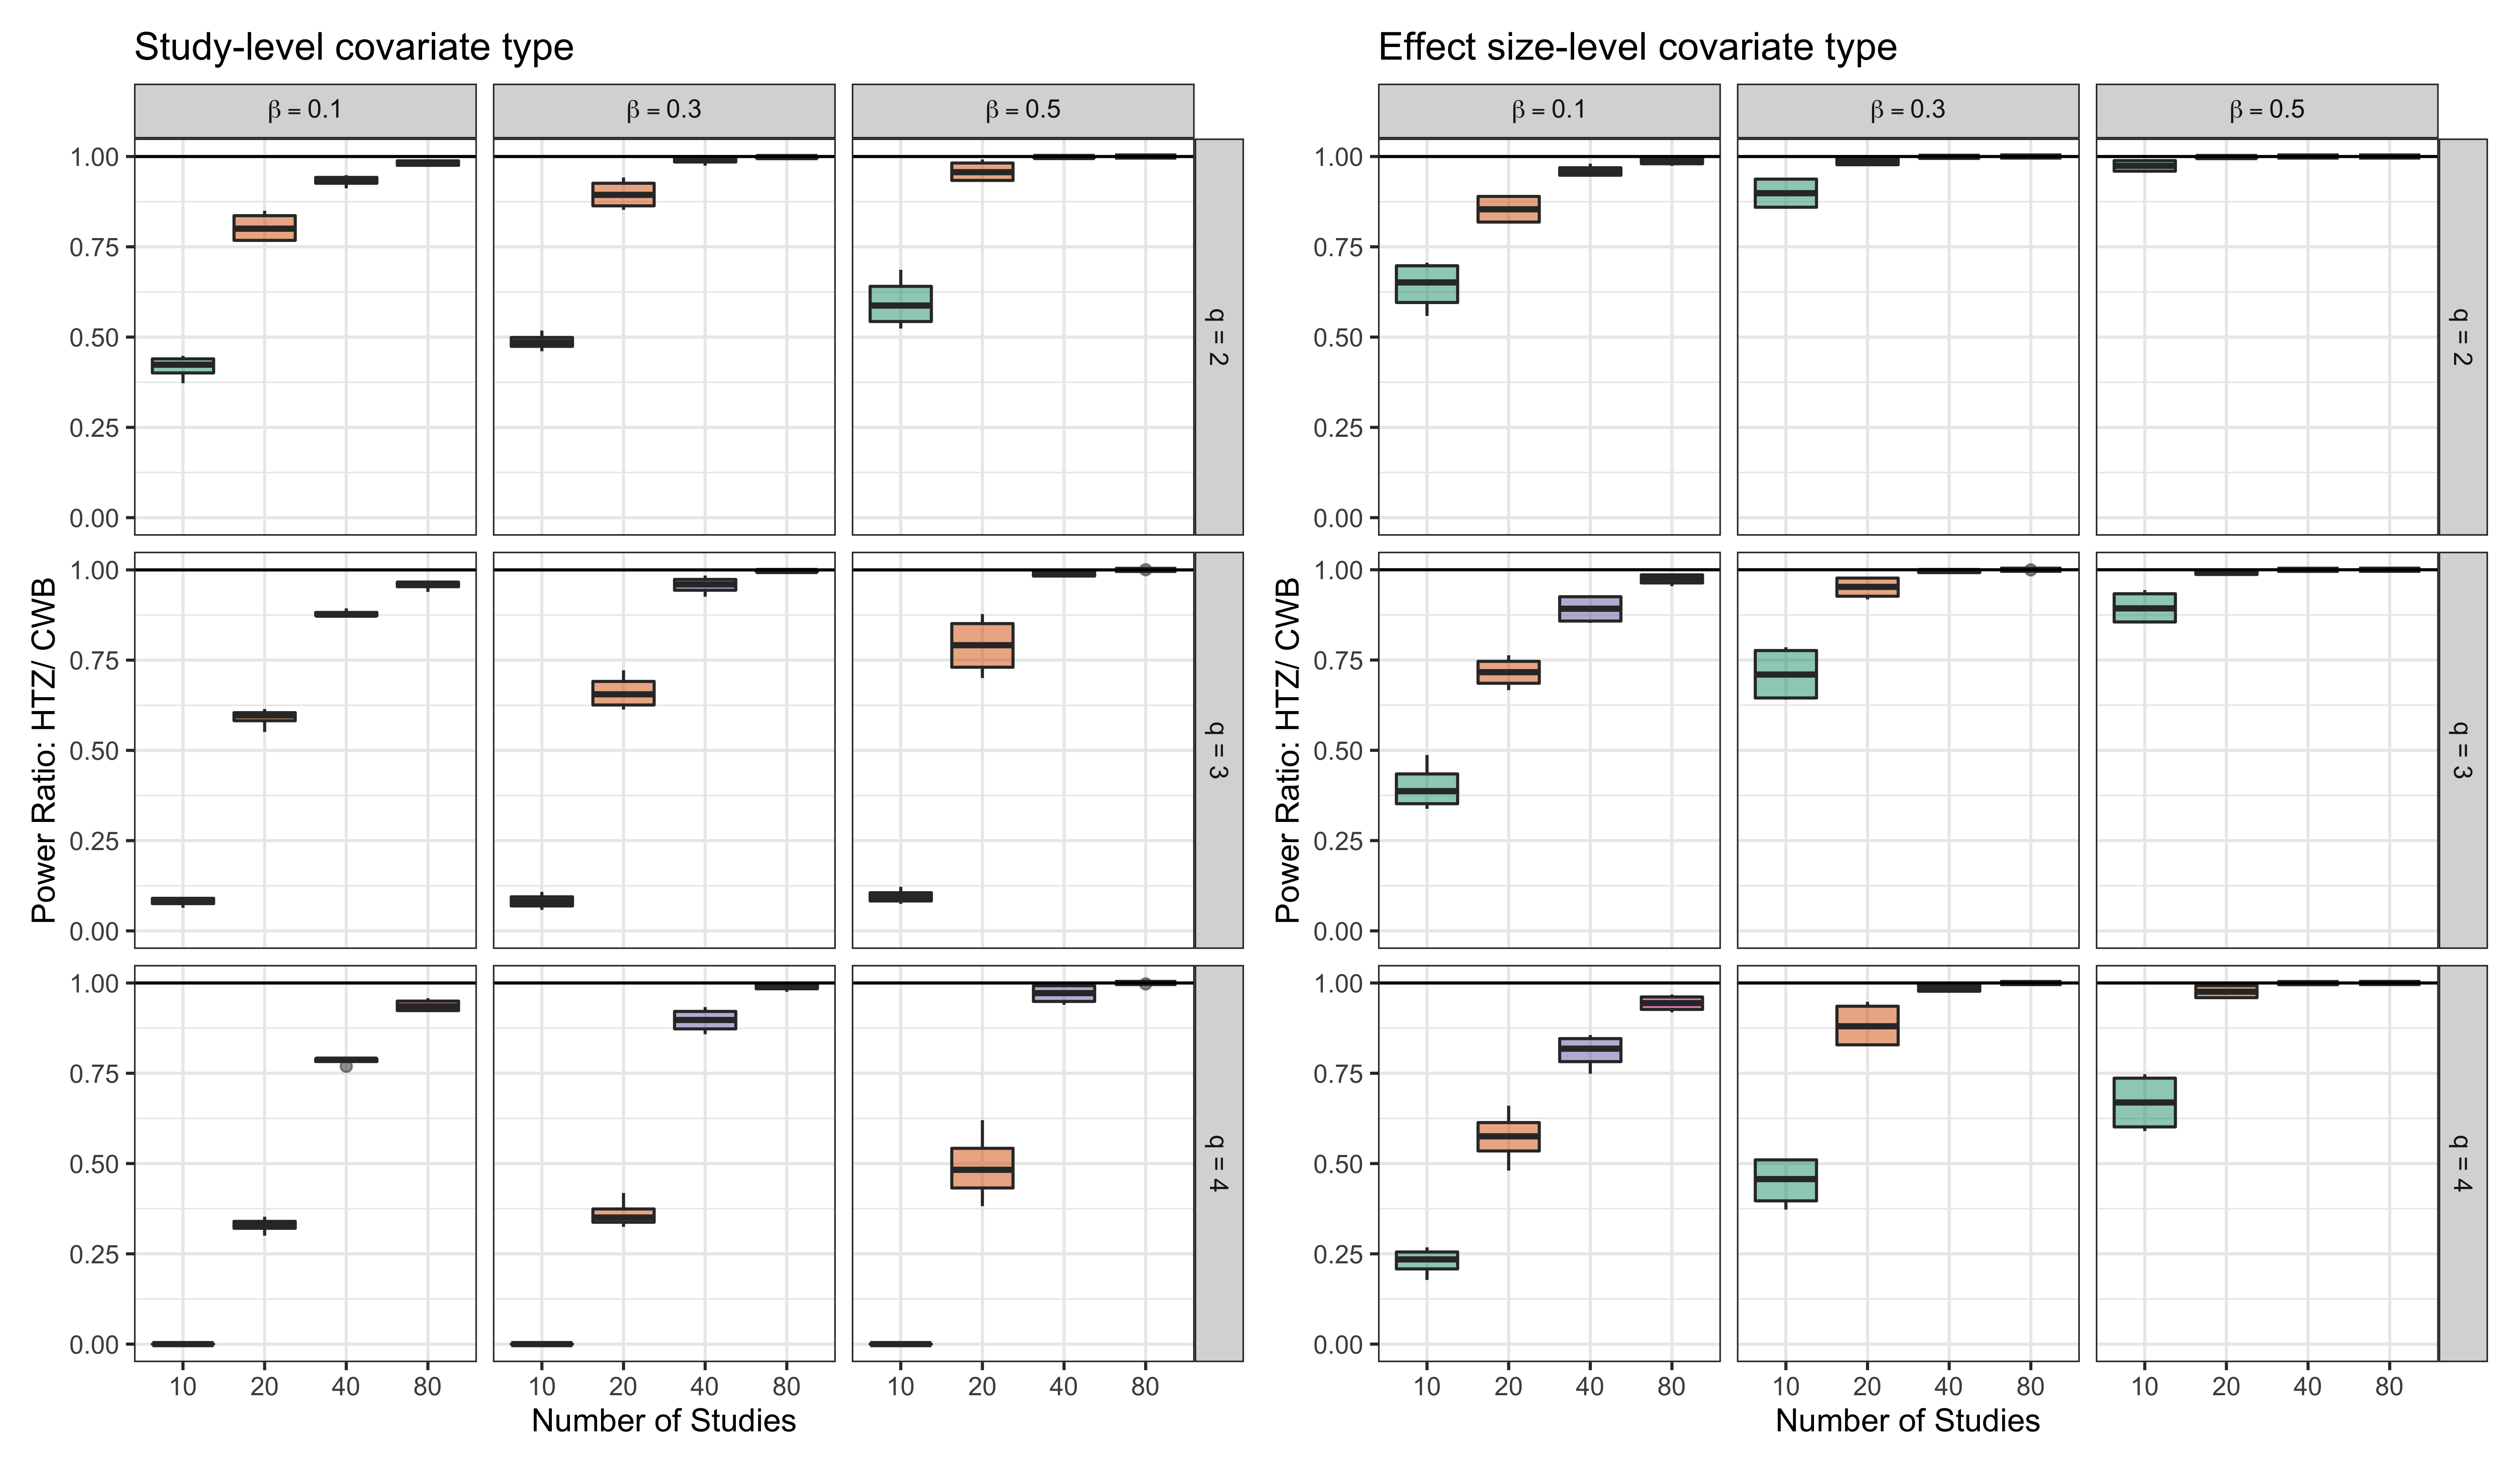 Study-level covariate type
β = 0.1
β = 0.3
β = 0.5
1.00
0.75
0.50
0.25
0.00
q = 2
1.00
0.75
0.50
0.25
0.00
q = 3
1.00
0.75
0.50
0.25
0.00
q = 4
Power Ratio: HTZ/ CWB
10 20 40 80
10 20 40 80
10 20 40 80
Number of Studies
Effect size-level covariate type
β = 0.1
β = 0.3
β = 0.5
1.00
0.75
0.50
0.25
0.00
q = 2
1.00
0.75
0.50
0.25
0.00
q = 3
1.00
0.75
0.50
0.25
0.00
q = 4
Power Ratio: HTZ/ CWB
10 20 40 80
10 20 40 80
10 20 40 80
Number of Studies